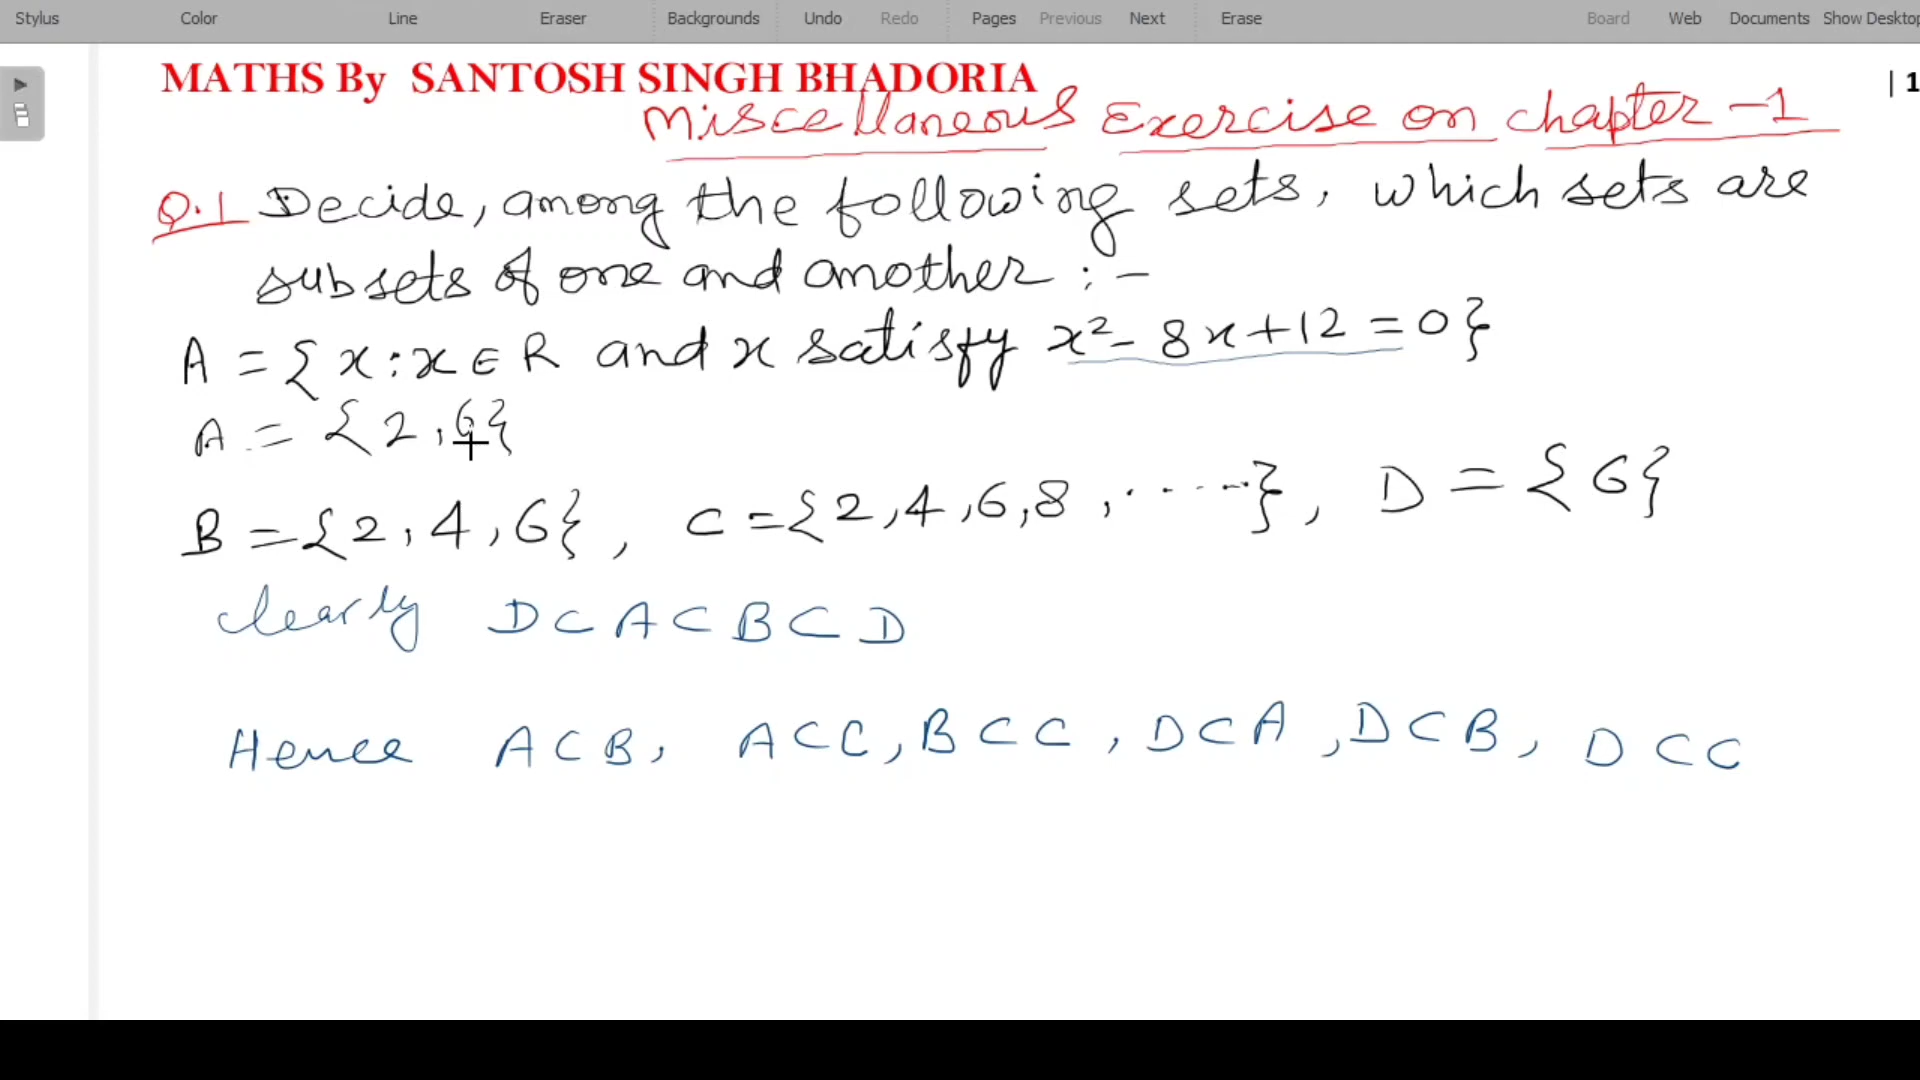 Stylus Color Line Eraser Backgrounds Undo Redo Pages Previous Next Erase Board Web Documents Show Desktop
MATHS By SANTOSH SINGH BHADORIA | 1
Miscellaneous Exercise on chapter -1
Q.1 Decide, among the following sets, which sets are
subsets of one and another :-
A = {x : x ∈ R and x satisfy x² - 8x + 12 = 0}
A = {2, 6}
B = {2, 4, 6}, C = {2, 4, 6, 8, .....}, D = {6}
Clearly D ⊂ A ⊂ B ⊂ D
Hence A ⊂ B, A ⊂ C, B ⊂ C, D ⊂ A, D ⊂ B, D ⊂ C